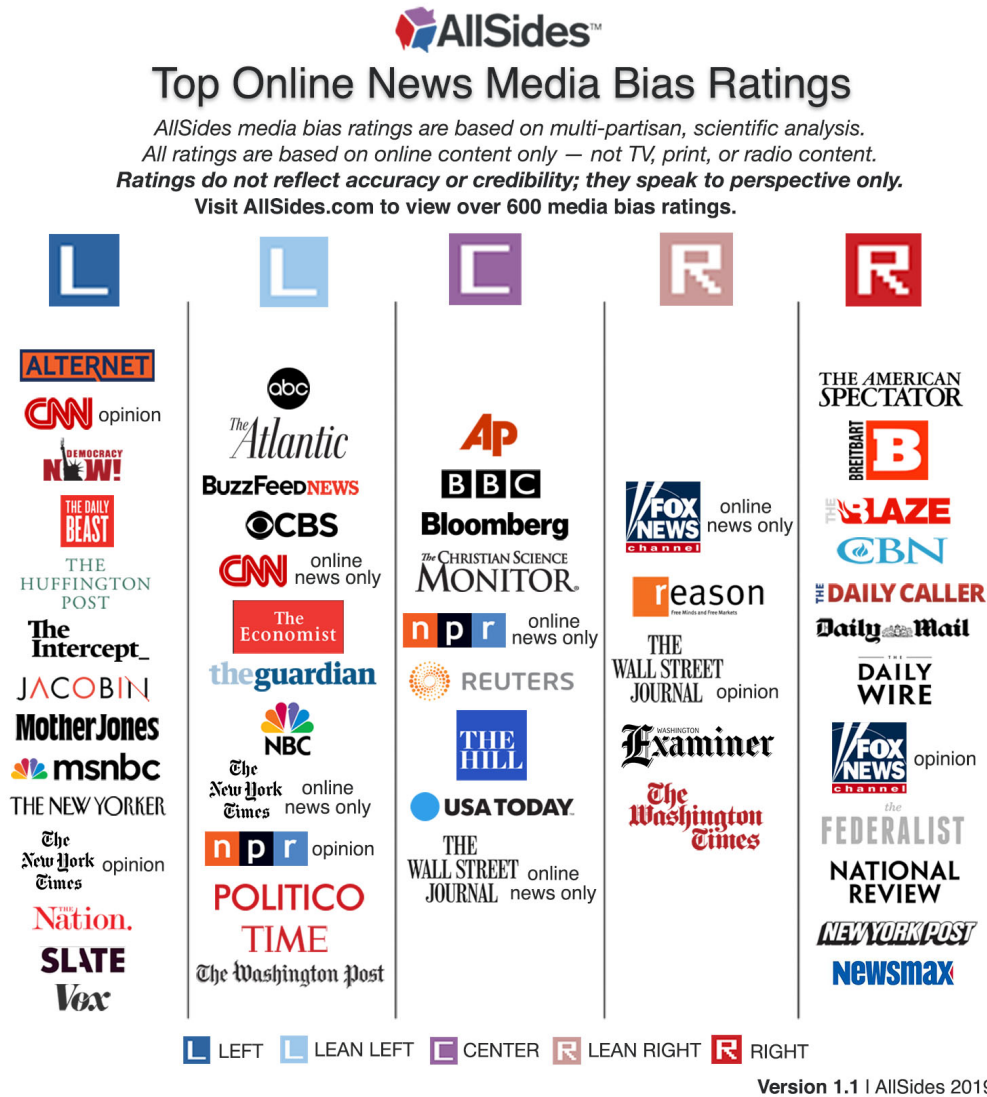 AllSides™
Top Online News Media Bias Ratings
AllSides media bias ratings are based on multi-partisan, scientific analysis.
All ratings are based on online content only — not TV, print, or radio content.
Ratings do not reflect accuracy or credibility; they speak to perspective only.
Visit AllSides.com to view over 600 media bias ratings.
L
L
C
R
R
ALTERNET
CNN opinion
DEMOCRACY
NOW!
THE DAILY
BEAST
THE
HUFFINGTON
POST
The
Intercept_
JACOBIN
MotherJones
msnbc
THE NEW YORKER
The
New York
Times
opinion
THE
Nation.
SLATE
Vox
abc
The
Atlantic
BuzzFeed NEWS
CBS
CNN
online
news only
The
Economist
theguardian
NBC
The
New York
Times
online
news only
npr opinion
POLITICO
TIME
The Washington Post
AP
BBC
Bloomberg
The CHRISTIAN SCIENCE
MONITOR®
npr
online
news only
REUTERS
THE
HILL
USA TODAY
THE
WALL STREET
JOURNAL
online
news only
FOX
NEWS
channel
online
news only
reason
Free Minds and Free Markets
THE
WALL STREET
JOURNAL opinion
WASHINGTON
Examiner
The
Washington
Times
THE AMERICAN
SPECTATOR
BREITBART
B
THE BLAZE
CBN
THE DAILY CALLER
Daily Mail
THE
DAILY
WIRE
FOX
NEWS
channel
opinion
the
FEDERALIST
NATIONAL
REVIEW
NEW YORK POST
Newsmax
L LEFT L LEAN LEFT C CENTER R LEAN RIGHT R RIGHT
Version 1.1 | AllSides 2019